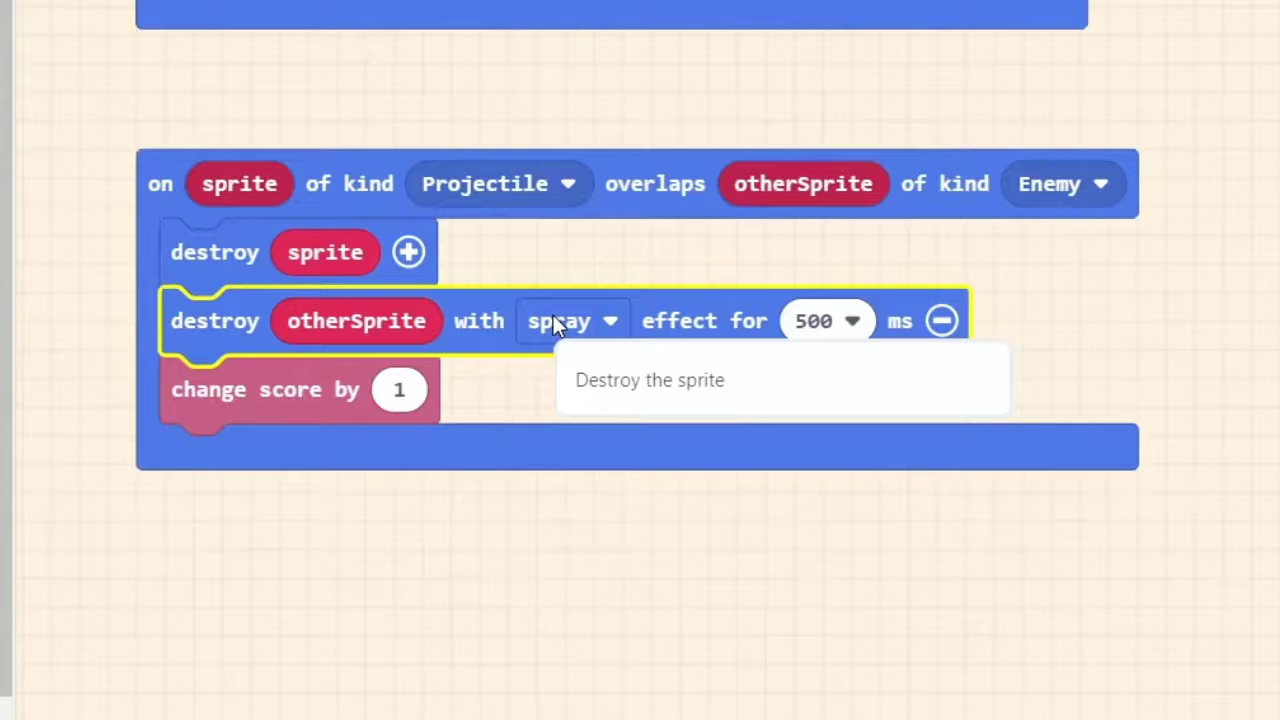 on sprite of kind Projectile overlaps otherSprite of kind Enemy
destroy sprite
destroy otherSprite with spray effect for 500 ms
Destroy the sprite
change score by 1